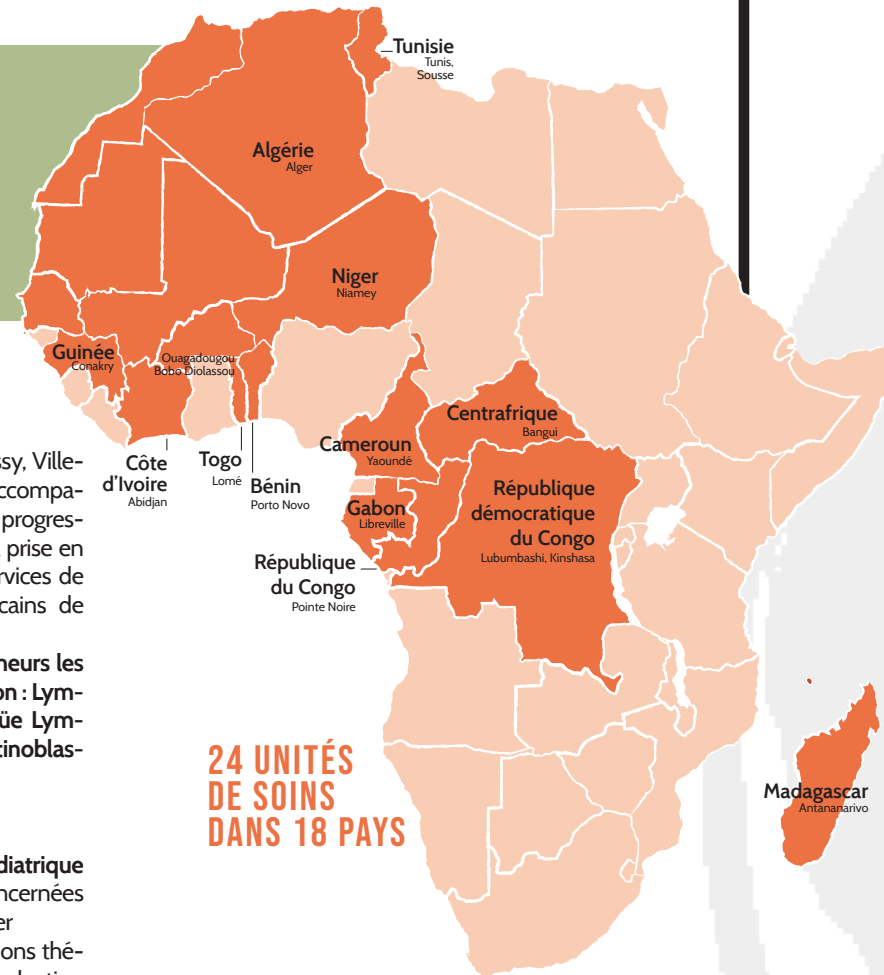 Tunisie
Tunis,
Sousse
Algérie
Alger
Niger
Niamey
Guinée
Conakry
Ouagadougou
Bobo Diolassou
Centrafrique
Bangui
Cameroun
Yaoundé
Côte
d'Ivoire
Abidjan
Togo
Lomé
Bénin
Porto Novo
Gabon
Libreville
République
démocratique
du Congo
Lubumbashi, Kinshasa
République
du Congo
Pointe Noire
Madagascar
Antananarivo
24 UNITÉS
DE SOINS
DANS 18 PAYS
ssy, Ville-
ccompa-
progres-
prise en
rvices de
cains de
neurs les
on : Lym-
üe Lym-
tinoblas-
diatrique
ncernées
er
ons thé-